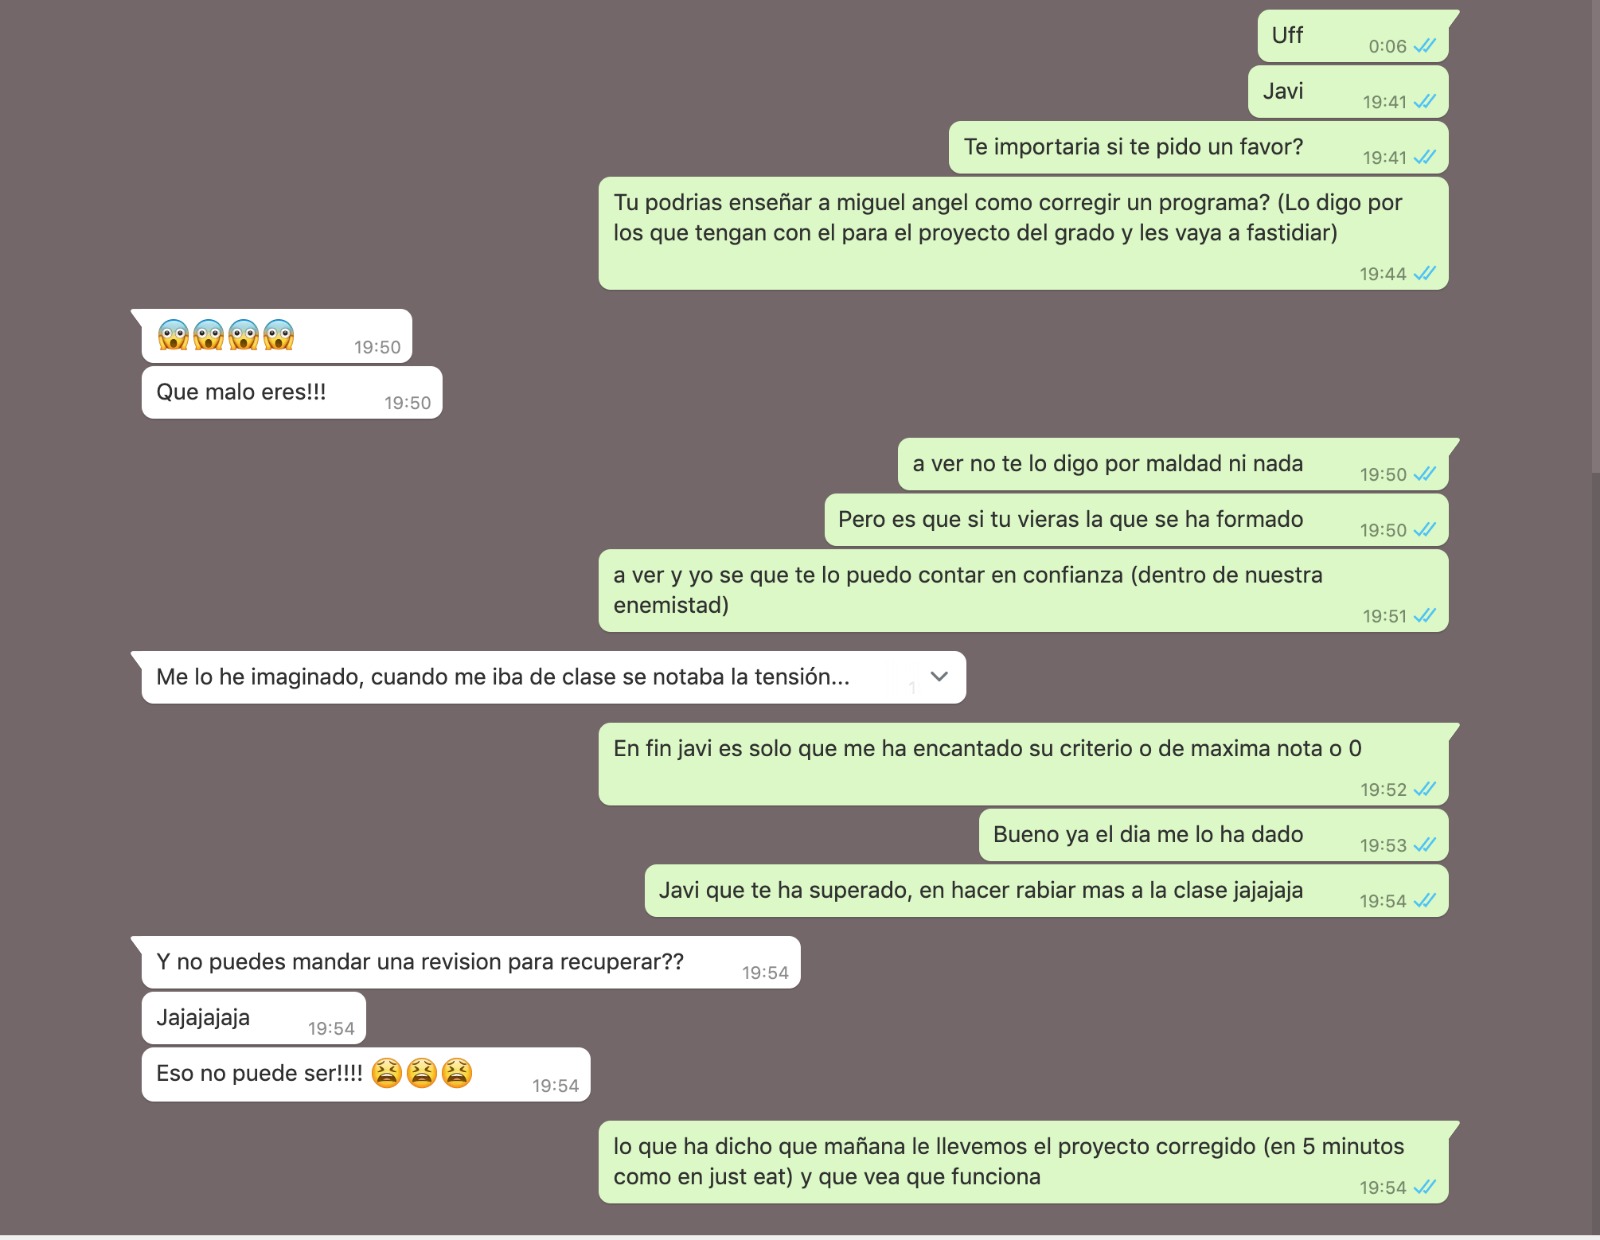 Uff
0:06
Javi
19:41
Te importaria si te pido un favor?
19:41
Tu podrias enseñar a miguel angel como corregir un programa? (Lo digo por
los que tengan con el para el proyecto del grado y les vaya a fastidiar)
19:44
😱😱😱😱
19:50
Que malo eres!!!
19:50
a ver no te lo digo por maldad ni nada
19:50
Pero es que si tu vieras la que se ha formado
19:50
a ver y yo se que te lo puedo contar en confianza (dentro de nuestra
enemistad)
19:51
Me lo he imaginado, cuando me iba de clase se notaba la tensión...
En fin javi es solo que me ha encantado su criterio o de maxima nota o 0
19:52
Bueno ya el dia me lo ha dado
19:53
Javi que te ha superado, en hacer rabiar mas a la clase jajajaja
19:54
Y no puedes mandar una revision para recuperar??
19:54
Jajajajaja
19:54
Eso no puede ser!!!! 😫😫😫
19:54
lo que ha dicho que mañana le llevemos el proyecto corregido (en 5 minutos
como en just eat) y que vea que funciona
19:54